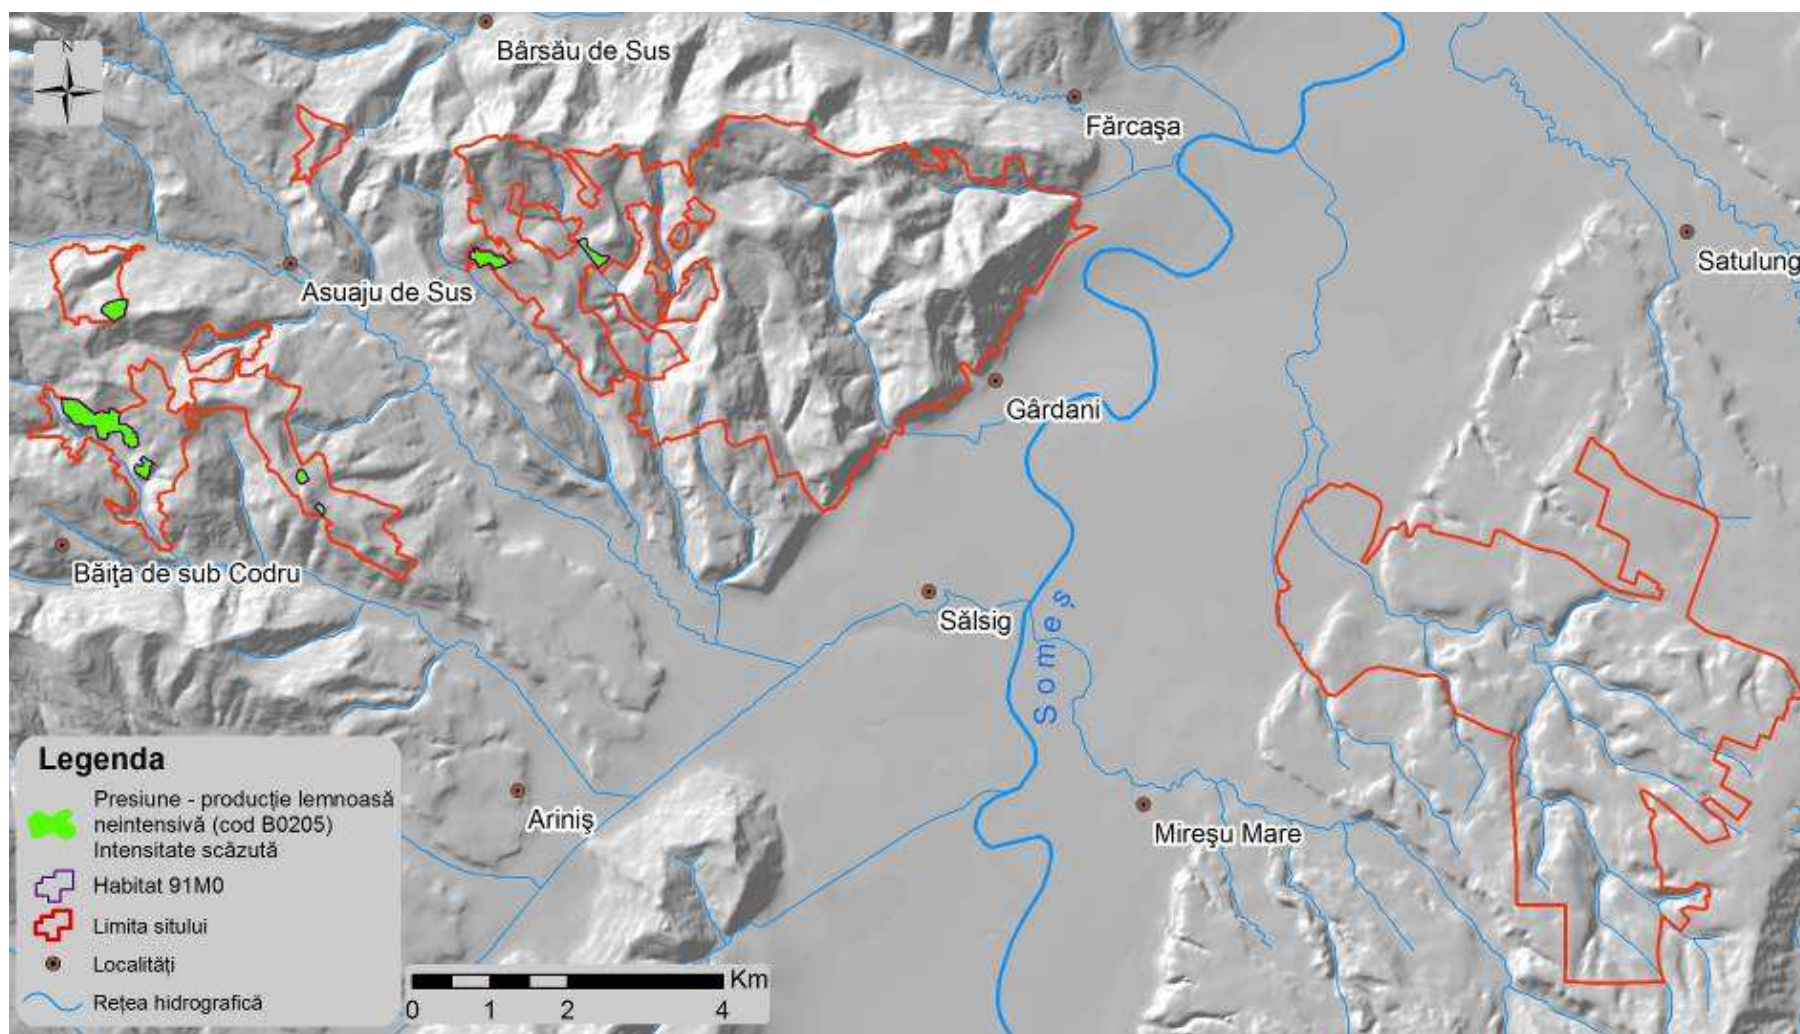 N
Bârsău de Sus
Fărcaşa
Satulung
Asuaju de Sus
Gârdani
Băiţa de sub Codru
Sălsig
Someş
Legenda
Presiune - producţie lemnoasă
neintensivă (cod B0205)
Intensitate scăzută
Habitat 91M0
Limita sitului
Localităţi
Reţea hidrografică
Ariniş
Mireşu Mare
Km
0 1 2 4